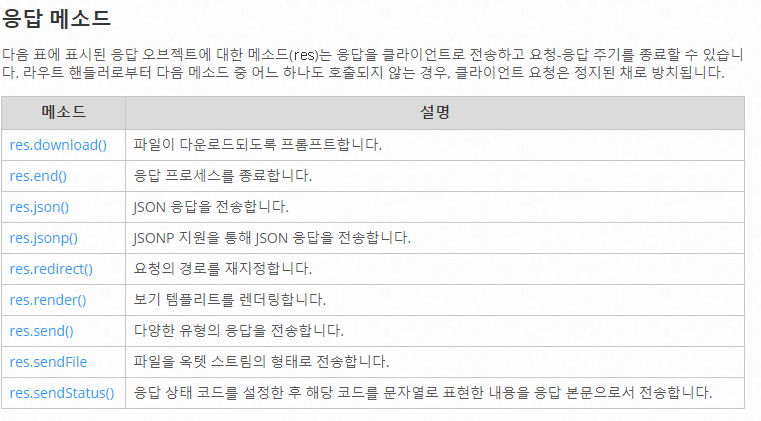 응답 메소드
다음 표에 표시된 응답 오브젝트에 대한 메소드(res)는 응답을 클라이언트로 전송하고 요청-응답 주기를 종료할 수 있습니
다. 라우트 핸들러로부터 다음 메소드 중 어느 하나도 호출되지 않는 경우, 클라이언트 요청은 정지된 채로 방치됩니다.
메소드 설명
res.download() 파일이 다운로드되도록 프롬프트합니다.
res.end() 응답 프로세스를 종료합니다.
res.json() JSON 응답을 전송합니다.
res.jsonp() JSONP 지원을 통해 JSON 응답을 전송합니다.
res.redirect() 요청의 경로를 재지정합니다.
res.render() 보기 템플리트를 렌더링합니다.
res.send() 다양한 유형의 응답을 전송합니다.
res.sendFile 파일을 옥텟 스트림의 형태로 전송합니다.
res.sendStatus() 응답 상태 코드를 설정한 후 해당 코드를 문자열로 표현한 내용을 응답 본문으로서 전송합니다.